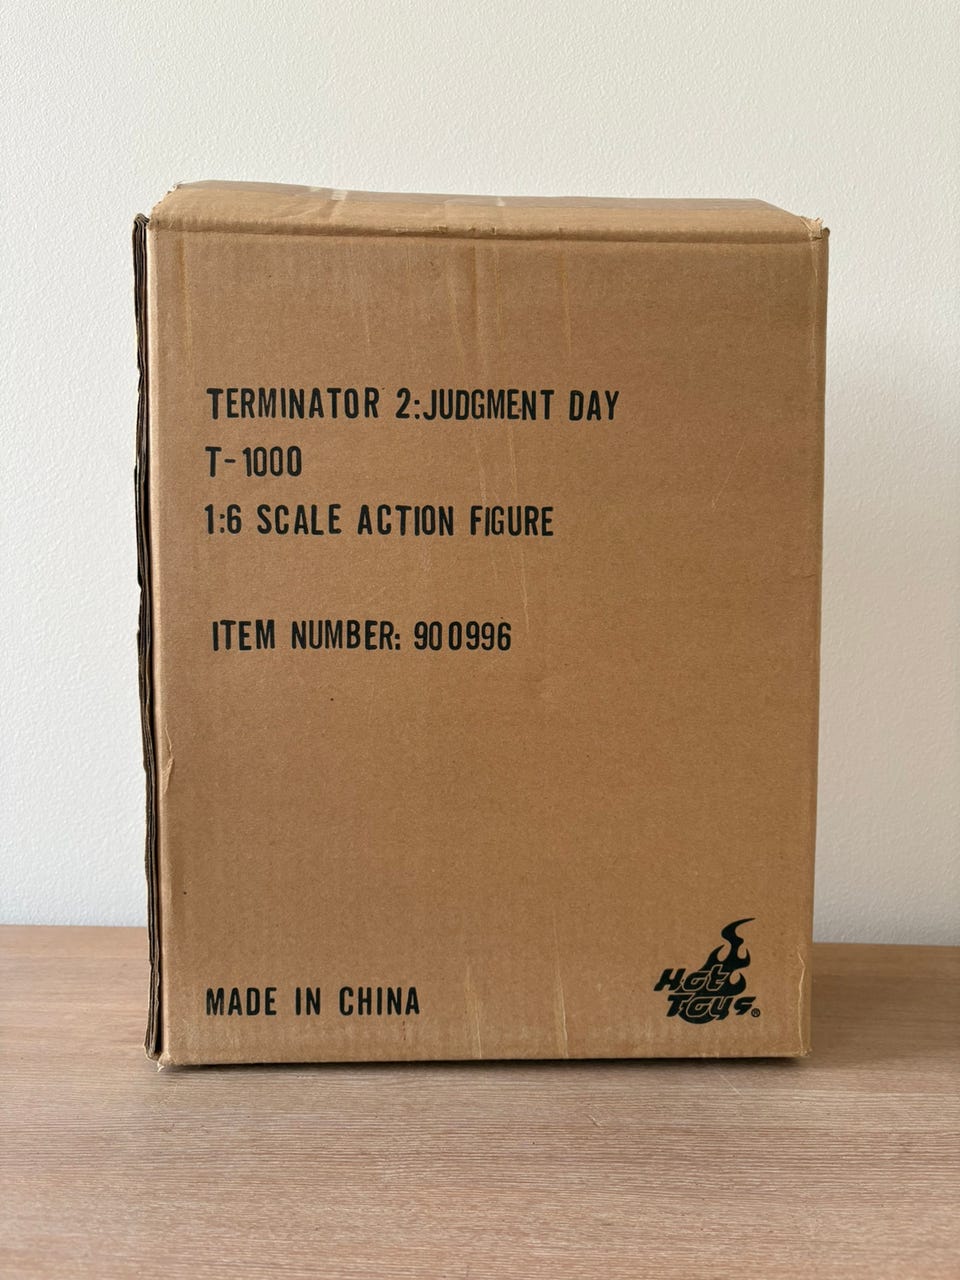 TERMINATOR 2:JUDGMENT DAY
T-1000
1:6 SCALE ACTION FIGURE
ITEM NUMBER: 900996
MADE IN CHINA
Hot
Toys®